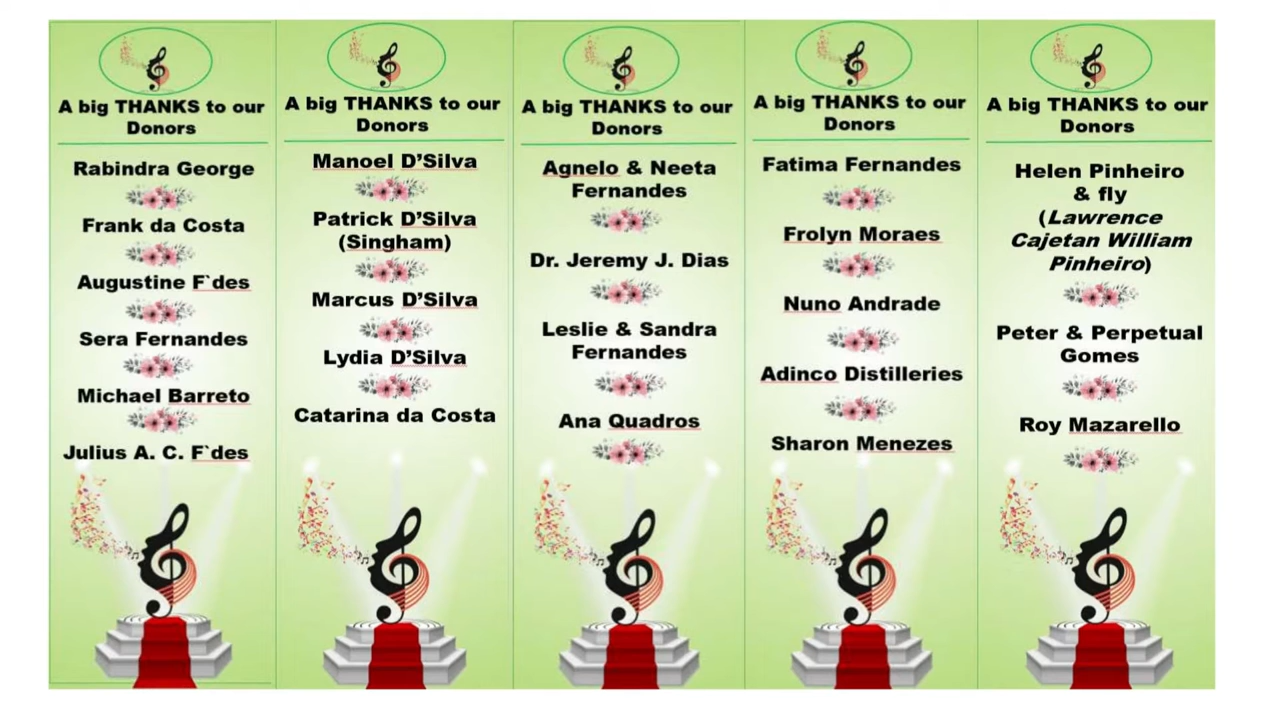 A big THANKS to our
Donors
Rabindra George
Frank da Costa
Augustine F`des
Sera Fernandes
Michael Barreto
Julius A. C. F`des
A big THANKS to our
Donors
Manoel D’Silva
Patrick D’Silva
(Singham)
Marcus D’Silva
Lydia D’Silva
Catarina da Costa
A big THANKS to our
Donors
Agnelo & Neeta
Fernandes
Dr. Jeremy J. Dias
Leslie & Sandra
Fernandes
Ana Quadros
A big THANKS to our
Donors
Fatima Fernandes
Frolyn Moraes
Nuno Andrade
Adinco Distilleries
Sharon Menezes
A big THANKS to our
Donors
Helen Pinheiro
& fly
(Lawrence
Cajetan William
Pinheiro)
Peter & Perpetual
Gomes
Roy Mazarello